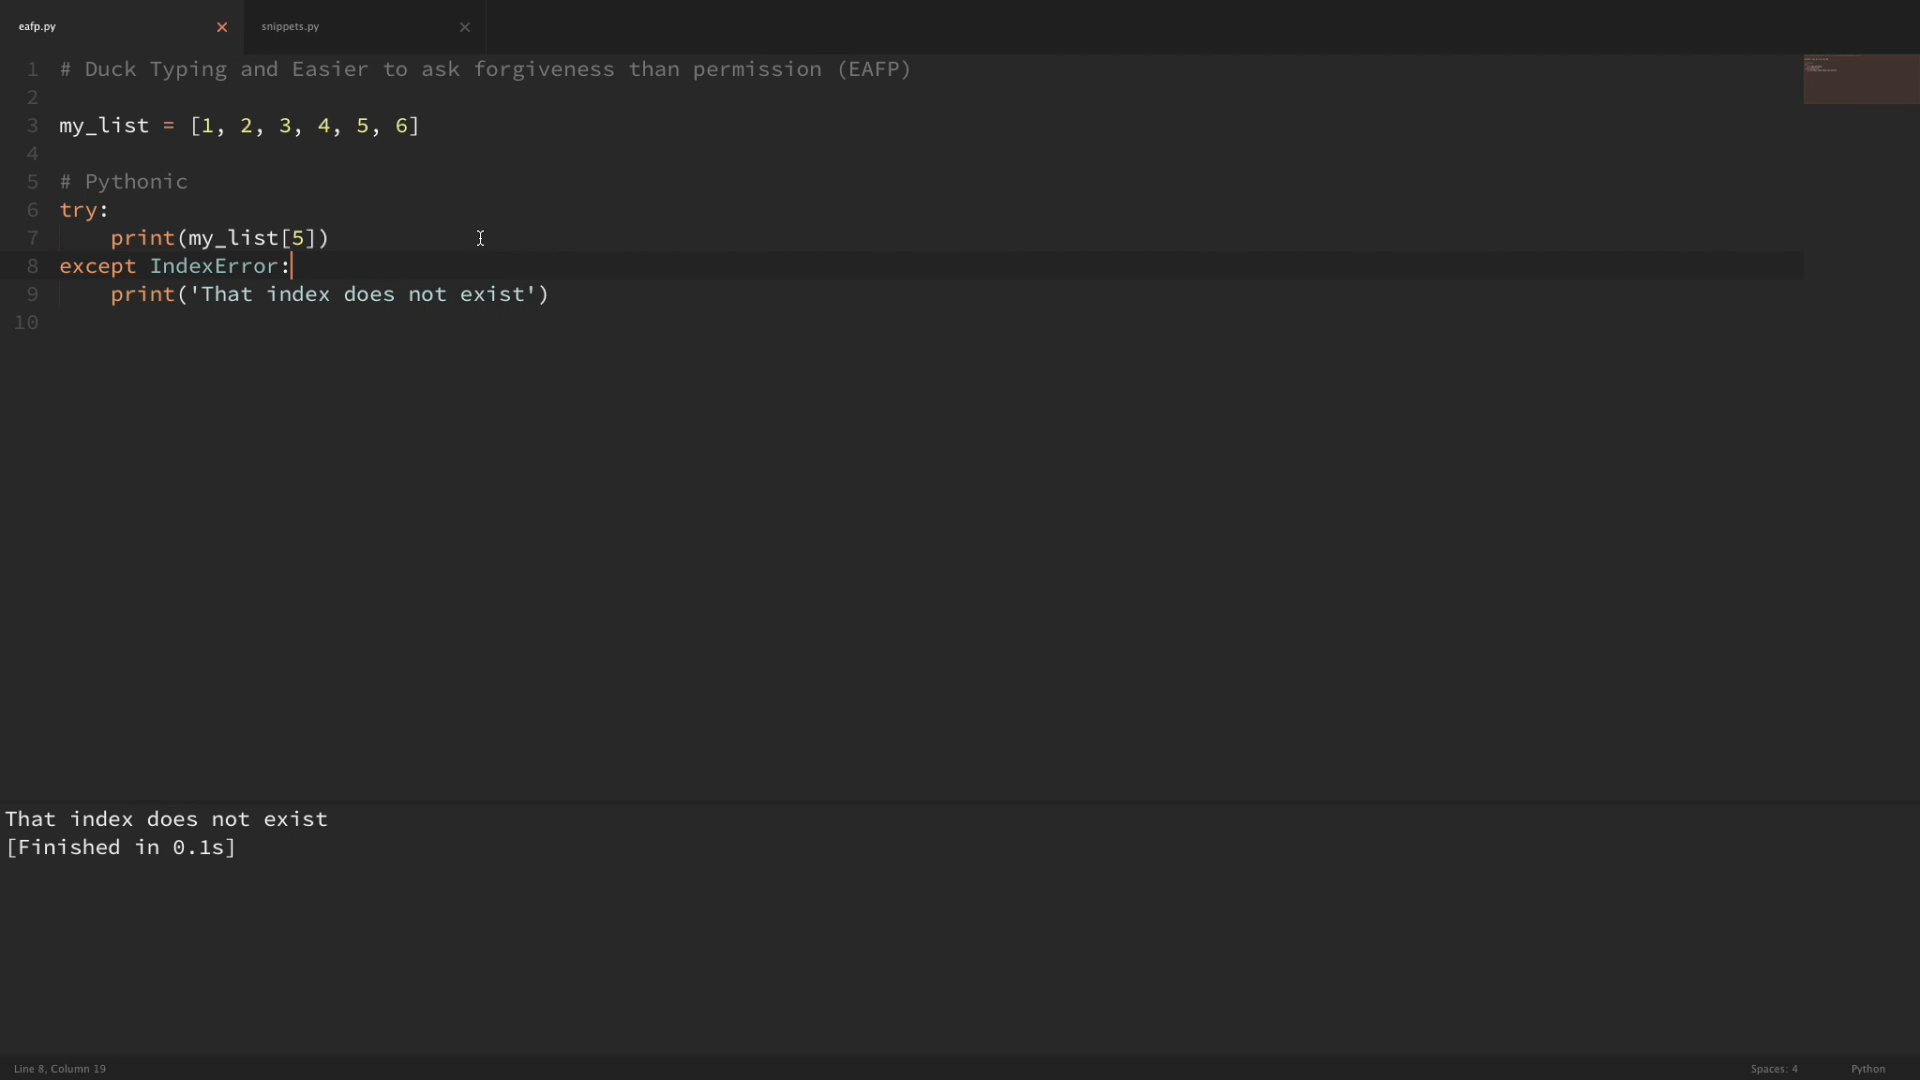 eafp.py
snippets.py
1 # Duck Typing and Easier to ask forgiveness than permission (EAFP)
2
3 my_list = [1, 2, 3, 4, 5, 6]
4
5 # Pythonic
6 try:
7     print(my_list[5])
8 except IndexError:
9     print('That index does not exist')
10
That index does not exist
[Finished in 0.1s]
Line 8, Column 19
Spaces: 4
Python